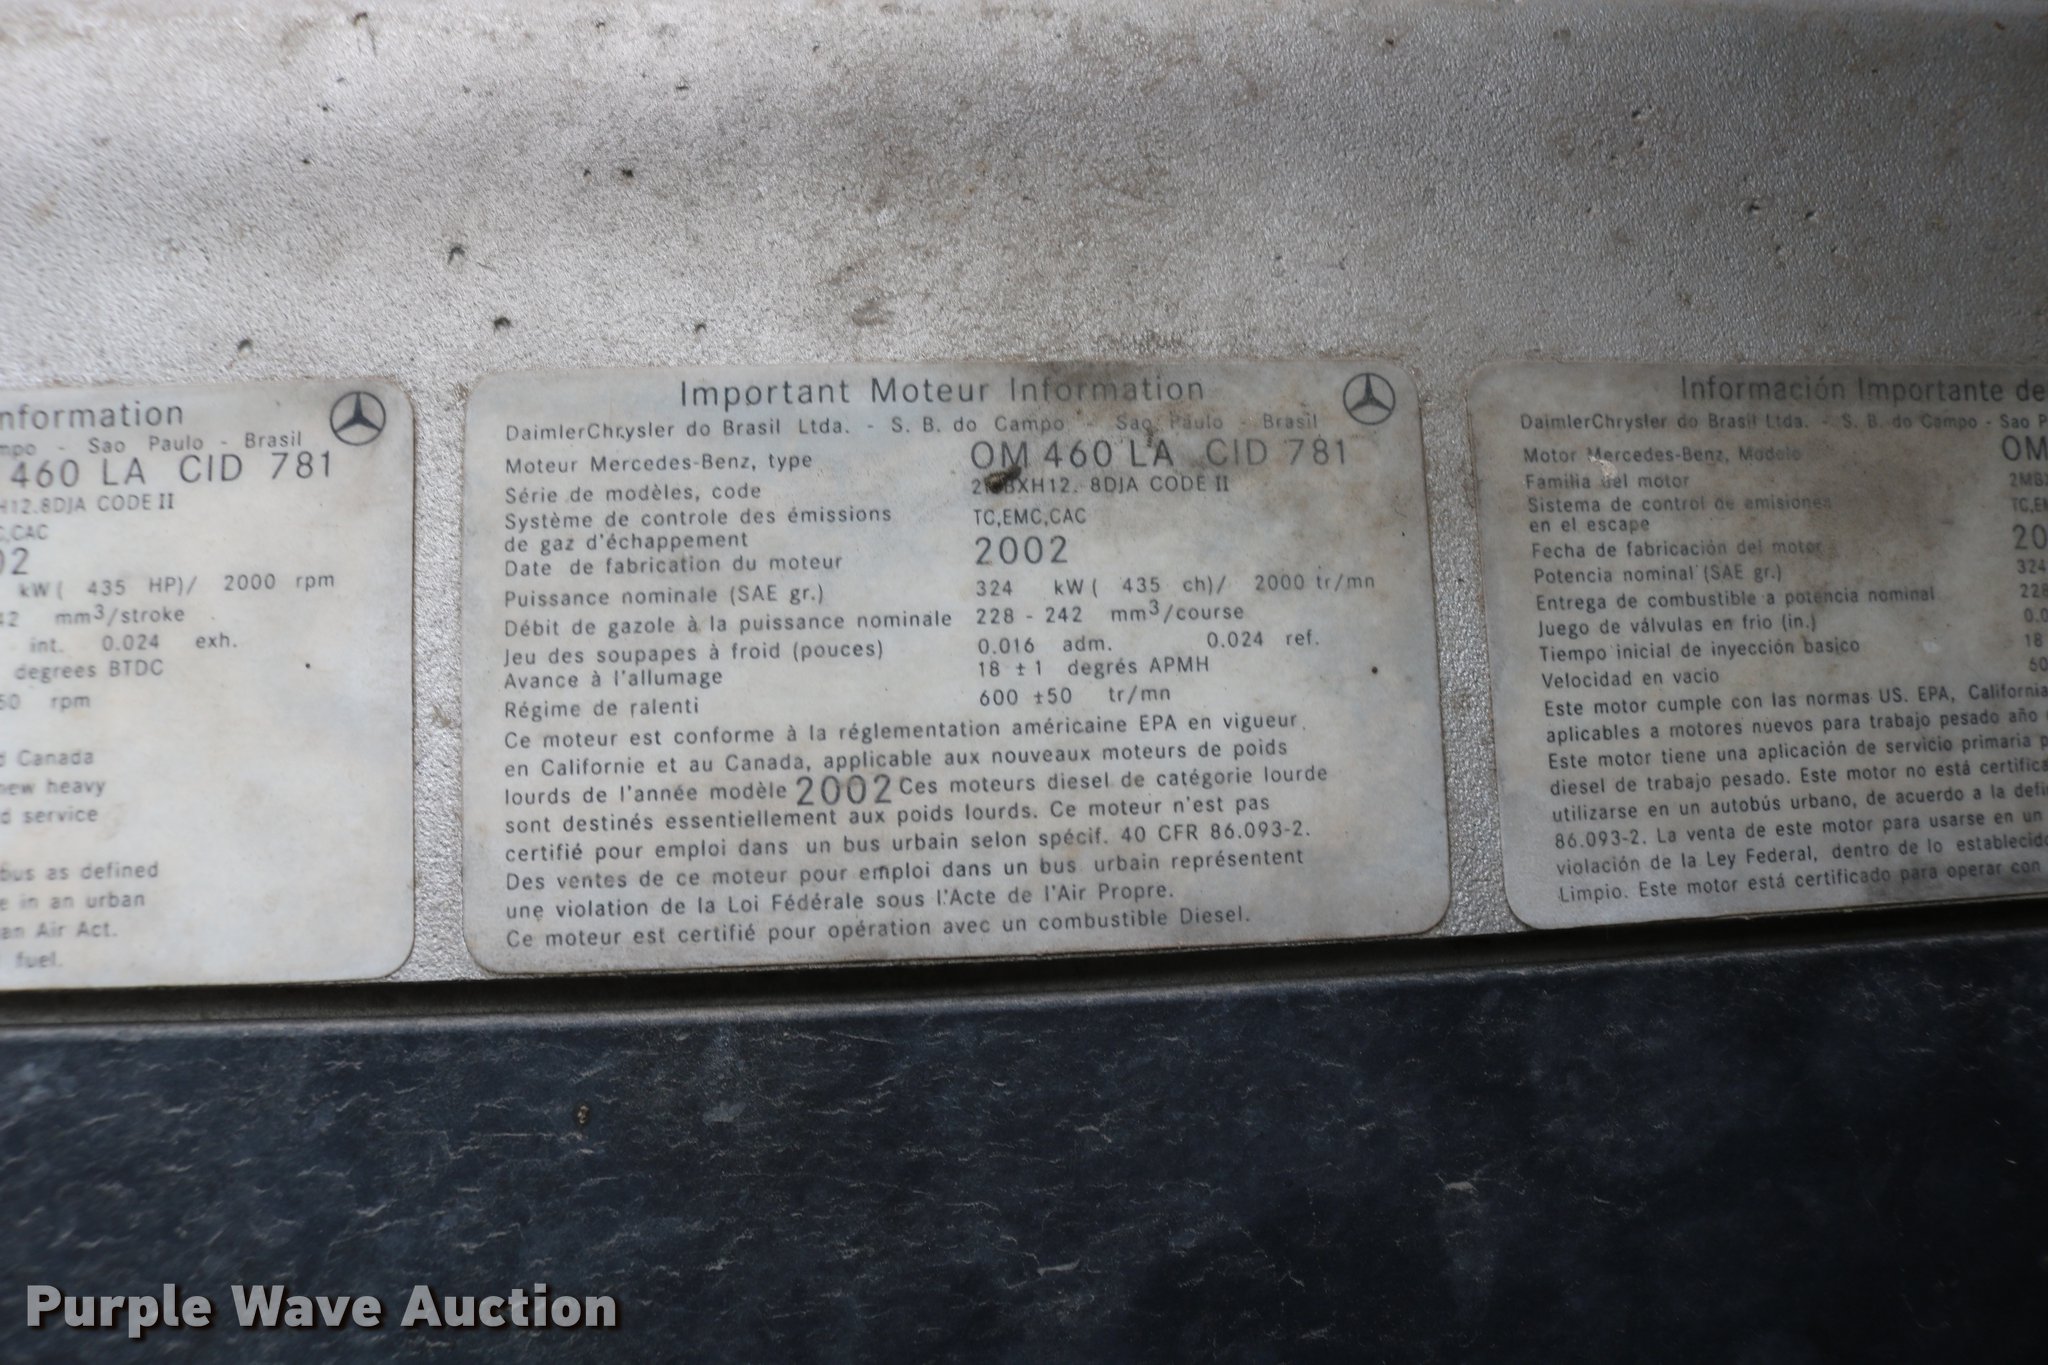 nformation
mpo - Sao Paulo - Brasil
460 LA CID 781
H12.8DJA CODE II
C,CAC
02
kW( 435 HP)/ 2000 rpm
42 mm3/stroke
int. 0.024 exh.
degrees BTDC
50 rpm
d Canada
new heavy
d service
bus as defined
e in an urban
an Air Act.
fuel.
Important Moteur Information
DaimlerChrysler do Brasil Ltda. - S. B. do Campo - Sao Paulo - Brasil
Moteur Mercedes-Benz, type OM 460 LA CID 781
Série de modèles, code 2MBXH12. 8DJA CODE II
Système de controle des émissions TC,EMC,CAC
de gaz d'échappement
Date de fabrication du moteur 2002
Puissance nominale (SAE gr.) 324 kW( 435 ch)/ 2000 tr/mn
Débit de gazole à la puissance nominale 228 - 242 mm3/course
Jeu des soupapes à froid (pouces) 0.016 adm. 0.024 ref.
Avance à l'allumage 18 ±1 degrés APMH
Régime de ralenti 600 ±50 tr/mn
Ce moteur est conforme à la réglementation américaine EPA en vigueur
en Californie et au Canada, applicable aux nouveaux moteurs de poids
lourds de l'année modèle 2002 Ces moteurs diesel de catégorie lourde
sont destinés essentiellement aux poids lourds. Ce moteur n'est pas
certifié pour emploi dans un bus urbain selon spécif. 40 CFR 86.093-2.
Des ventes de ce moteur pour emploi dans un bus urbain représentent
une violation de la Loi Fédérale sous l'Acte de l'Air Propre.
Ce moteur est certifié pour opération avec un combustible Diesel.
Información Importante de
DaimlerChrysler do Brasil Ltda. - S. B. do Campo - Sao P
Motor Mercedes-Benz, Modelo OM
Familia del motor 2MB
Sistema de control de emisiones TC,E
en el escape
Fecha de fabricación del motor 20
Potencia nominal (SAE gr.) 324
Entrega de combustible a potencia nominal 228
Juego de válvulas en frio (in.) 0.0
Tiempo inicial de inyección basico 18
Velocidad en vacio 60
Este motor cumple con las normas US. EPA, California
aplicables a motores nuevos para trabajo pesado año
Este motor tiene una aplicación de servicio primaria p
diesel de trabajo pesado. Este motor no está certifica
utilizarse en un autobús urbano, de acuerdo a la defi
86.093-2. La venta de este motor para usarse en un
violación de la Ley Federal, dentro de lo establecido
Limpio. Este motor está certificado para operar con
Purple Wave Auction